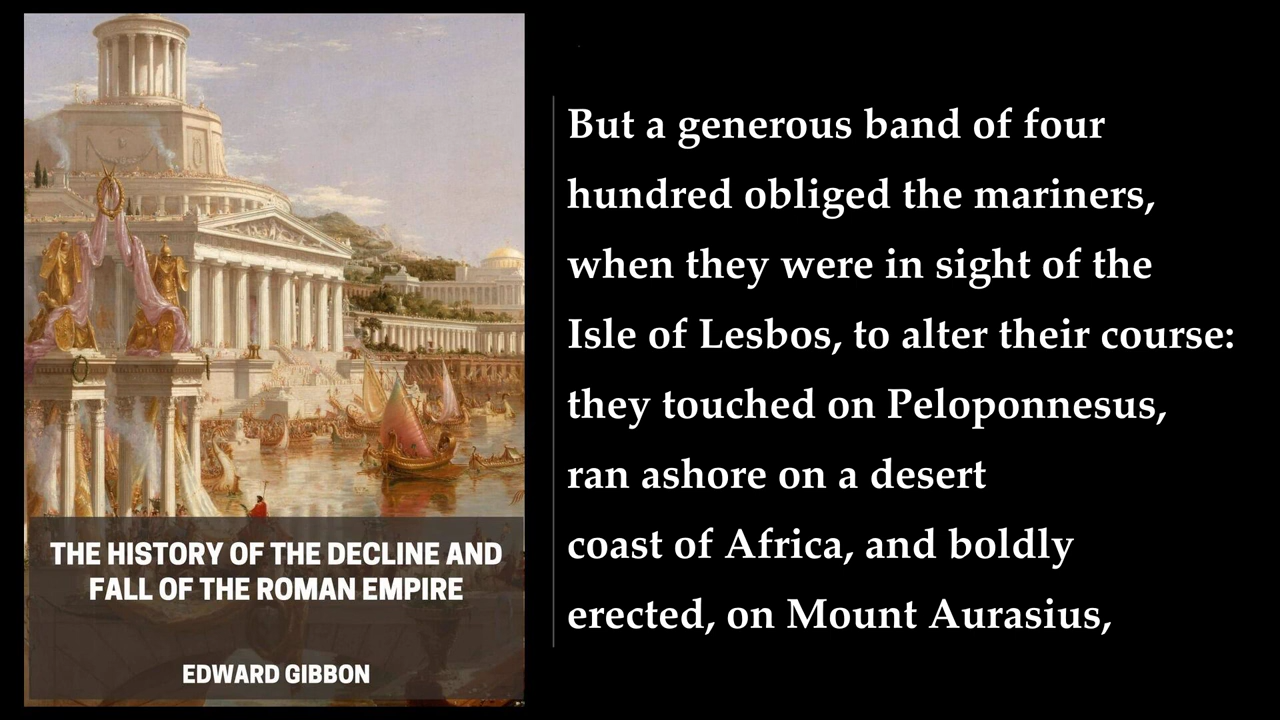 But a generous band of four
hundred obliged the mariners,
when they were in sight of the
Isle of Lesbos, to alter their course:
they touched on Peloponnesus,
ran ashore on a desert
coast of Africa, and boldly
erected, on Mount Aurasius,
THE HISTORY OF THE DECLINE AND
FALL OF THE ROMAN EMPIRE
EDWARD GIBBON